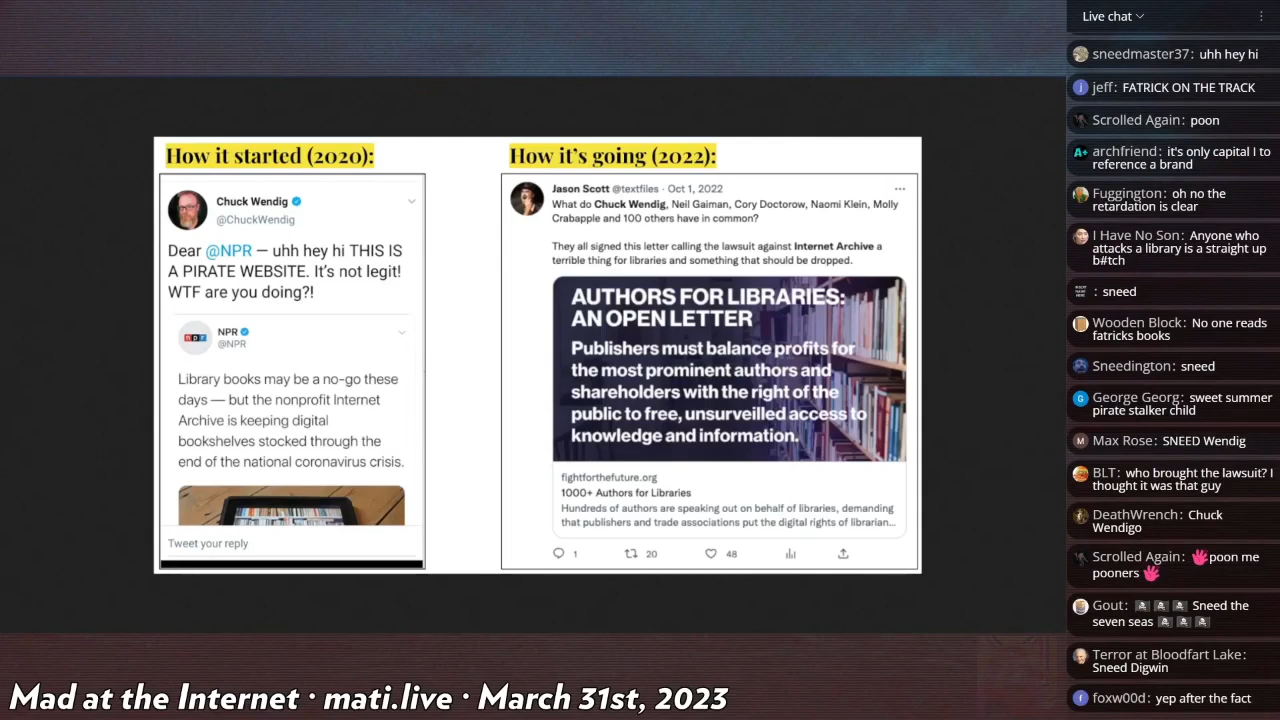 How it started (2020):
Chuck Wendig
@ChuckWendig
Dear @NPR — uhh hey hi THIS IS
A PIRATE WEBSITE. It’s not legit!
WTF are you doing?!
npr
NPR
@NPR
Library books may be a no-go these
days — but the nonprofit Internet
Archive is keeping digital
bookshelves stocked through the
end of the national coronavirus crisis.
Tweet your reply
How it’s going (2022):
Jason Scott @textfiles · Oct 1, 2022
What do Chuck Wendig, Neil Gaiman, Cory Doctorow, Naomi Klein, Molly
Crabapple and 100 others have in common?
They all signed this letter calling the lawsuit against Internet Archive a
terrible thing for libraries and something that should be dropped.
AUTHORS FOR LIBRARIES:
AN OPEN LETTER
Publishers must balance profits for
the most prominent authors and
shareholders with the right of the
public to free, unsurveilled access to
knowledge and information.
fightforthefuture.org
1000+ Authors for Libraries
Hundreds of authors are speaking out on behalf of libraries, demanding
that publishers and trade associations put the digital rights of librarian...
1
20
48
Live chat
sneedmaster37: uhh hey hi
j
jeff: FATRICK ON THE TRACK
Scrolled Again: poon
A+
archfriend: it's only capital I to
reference a brand
Figgington: oh no the
retardation is clear
I Have No Son: Anyone who
attacks a library is a straight up
b#tch
: sneed
Wooden Block: No one reads
fatricks books
Sneedington: sneed
G
George Georg: sweet summer
pirate stalker child
M
Max Rose: SNEED Wendig
BLT: who brought the lawsuit? I
thought it was that guy
DeathWrench: Chuck
Wendigo
Scrolled Again: poon me
pooners
Gout: Sneed the
seven seas
Terror at Bloodfart Lake:
Sneed Digwin
f
foxw00d: yep after the fact
Mad at the Internet · mati.live · March 31st, 2023